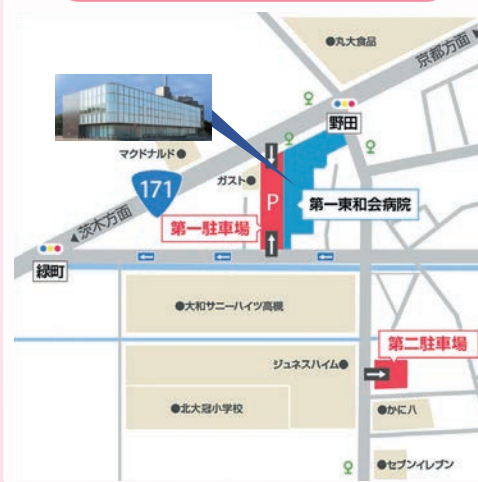 ●丸大食品
京都方面▶
野田
マクドナルド●
ガスト●
171
P
第一東和会病院
第一駐車場
◀茨木方面
緑町
●大和サニーハイツ高槻
第二駐車場
ジュネスハイム●
●北大冠小学校
●かに八
●セブンイレブン